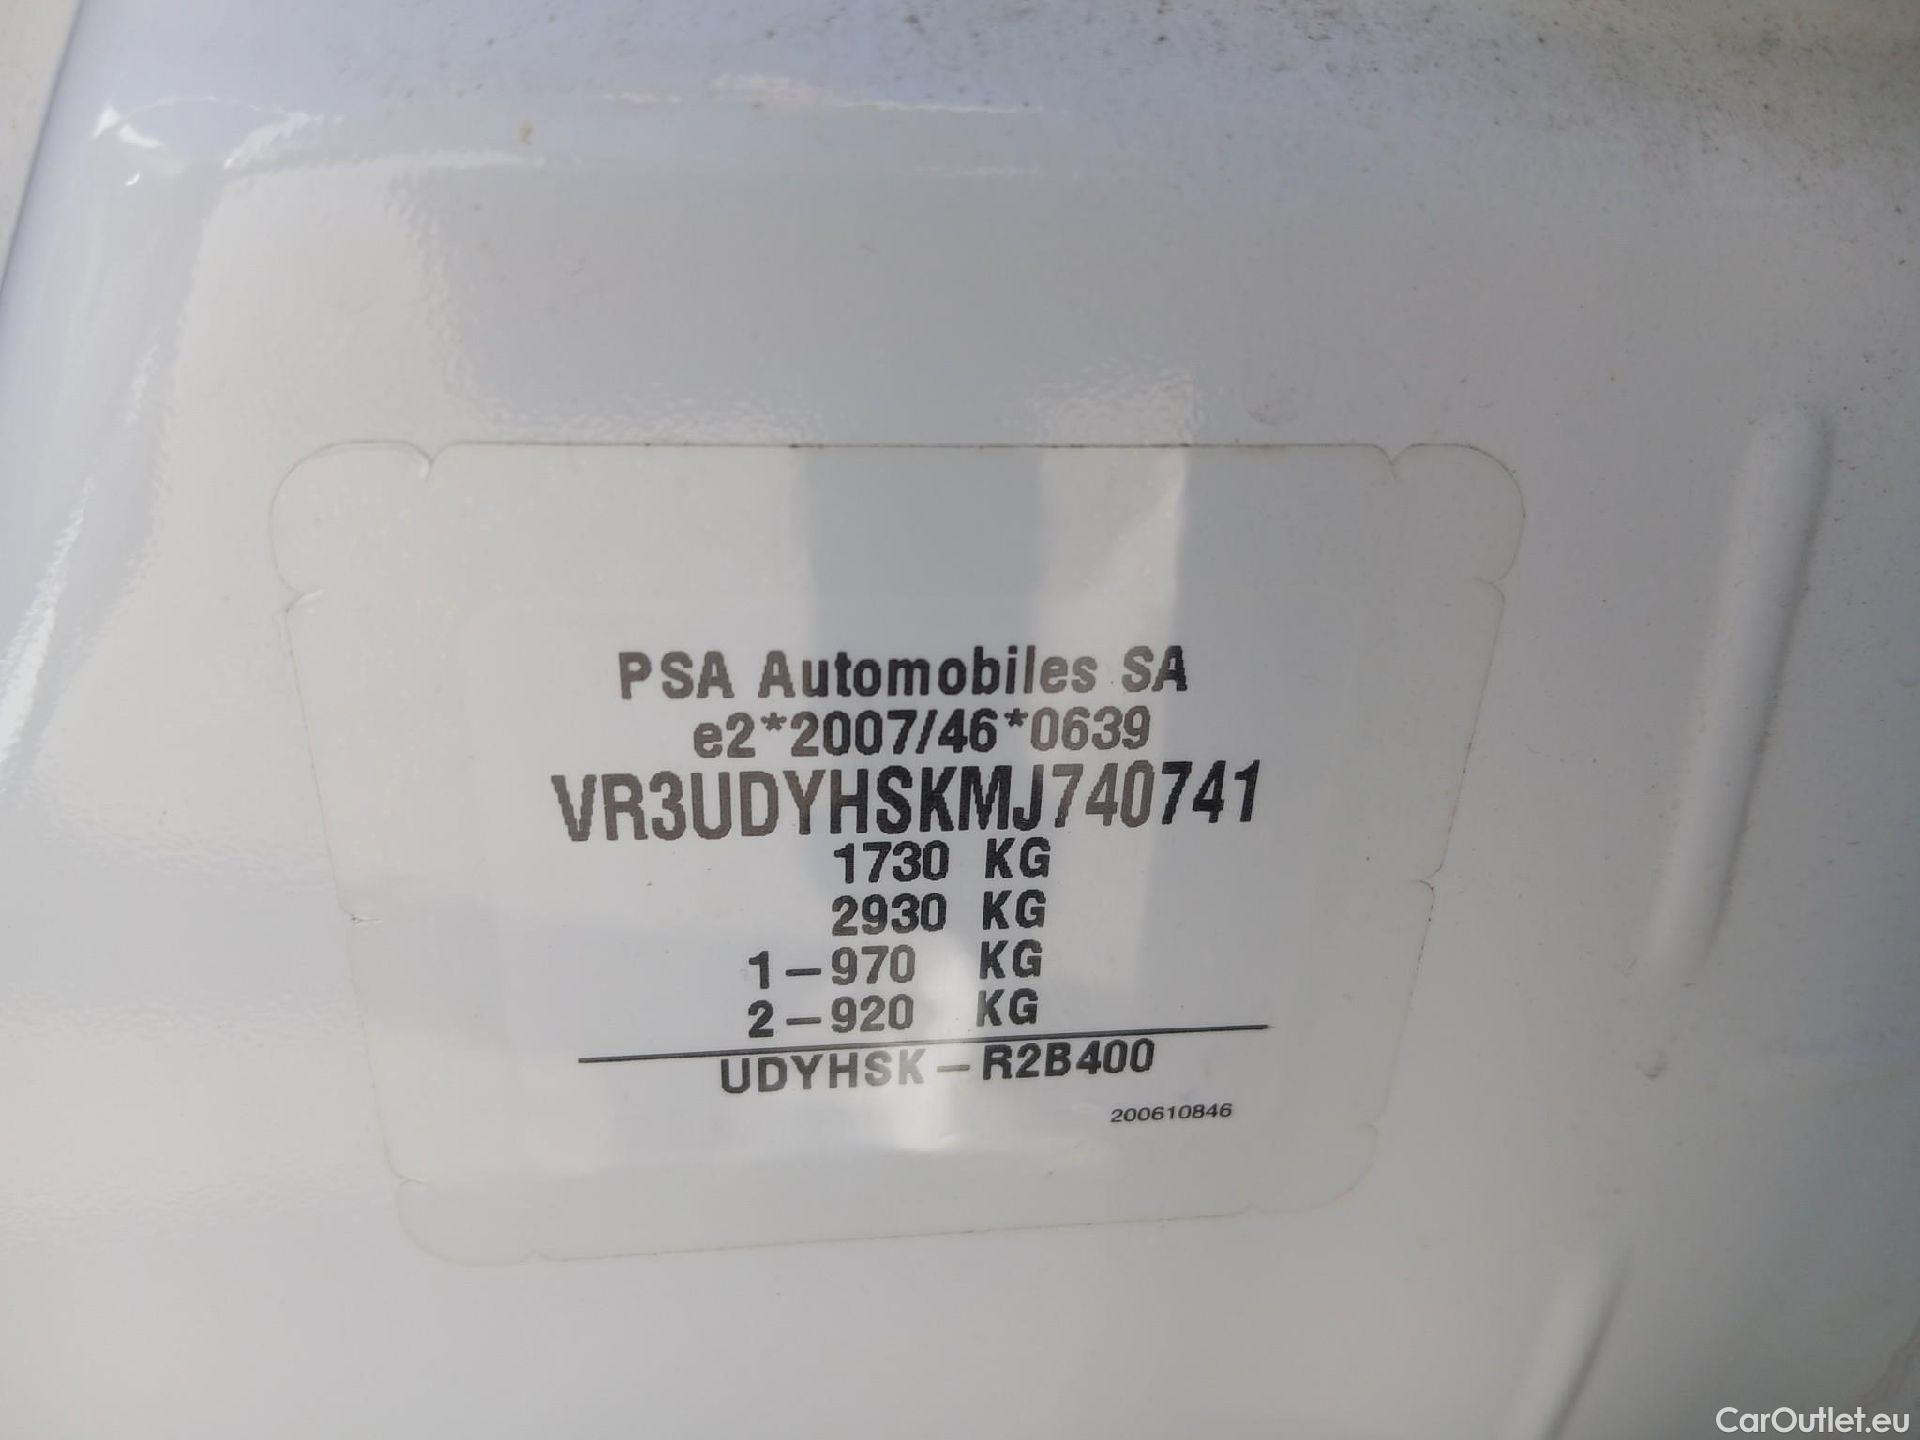 PSA Automobiles SA
e2*2007/46*0639
VR3UDYHSKMJ740741
1730 KG
2930 KG
1-970 KG
2-920 KG
UDYHSK-R2B400
200610846
CarOutlet.eu